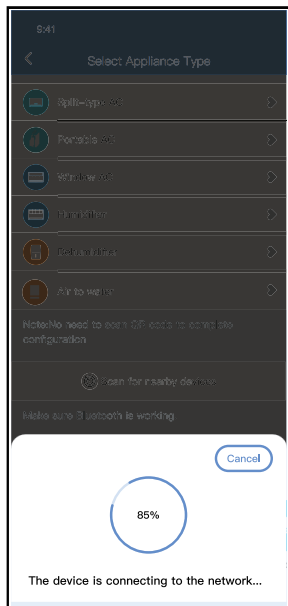 9:41
Select Appliance Type
Split-type AC
Portable AC
Window AC
Humidifier
Dehumidifier
Air to water
Note:No need to scan QR code to complete
configuration
Scan for nearby devices
Make sure Bluetooth is working
Cancel
85%
The device is connecting to the network...